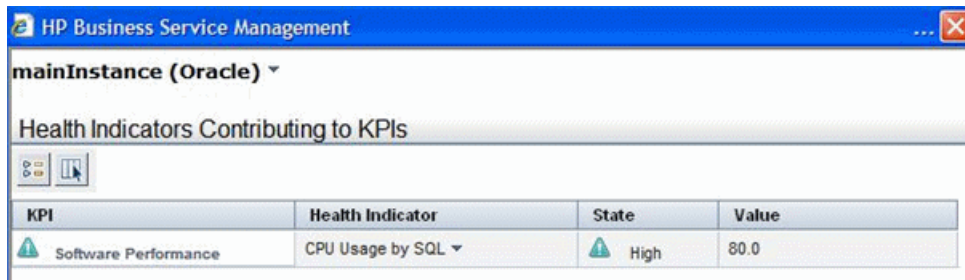 HP Business Service Management ...
mainInstance (Oracle)
Health Indicators Contributing to KPIs
KPI Health Indicator State Value
Software Performance CPU Usage by SQL High 80.0